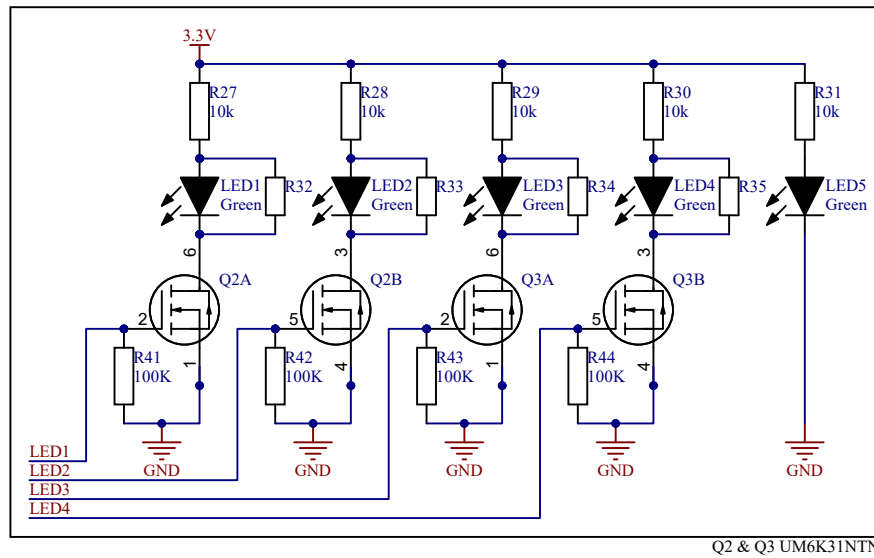 3.3V
R27
10k
R28
10k
R29
10k
R30
10k
R31
10k
LED1
Green
R32
LED2
Green
R33
LED3
Green
R34
LED4
Green
R35
LED5
Green
6
3
6
3
Q2A
Q2B
Q3A
Q3B
2
5
2
5
1
4
1
4
R41
100K
R42
100K
R43
100K
R44
100K
LED1
LED2
LED3
LED4
GND
GND
GND
GND
GND
Q2 & Q3 UM6K31NTN